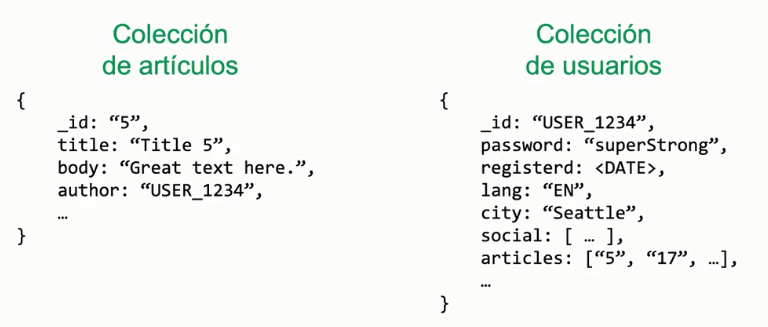 Colección
de artículos
{
_id: “5”,
title: “Title 5”,
body: “Great text here.”,
author: “USER_1234”,
…
}
Colección
de usuarios
{
_id: “USER_1234”,
password: “superStrong”,
registerd: <DATE>,
lang: “EN”,
city: “Seattle”,
social: [ … ],
articles: [“5”, “17”, …],
…
}